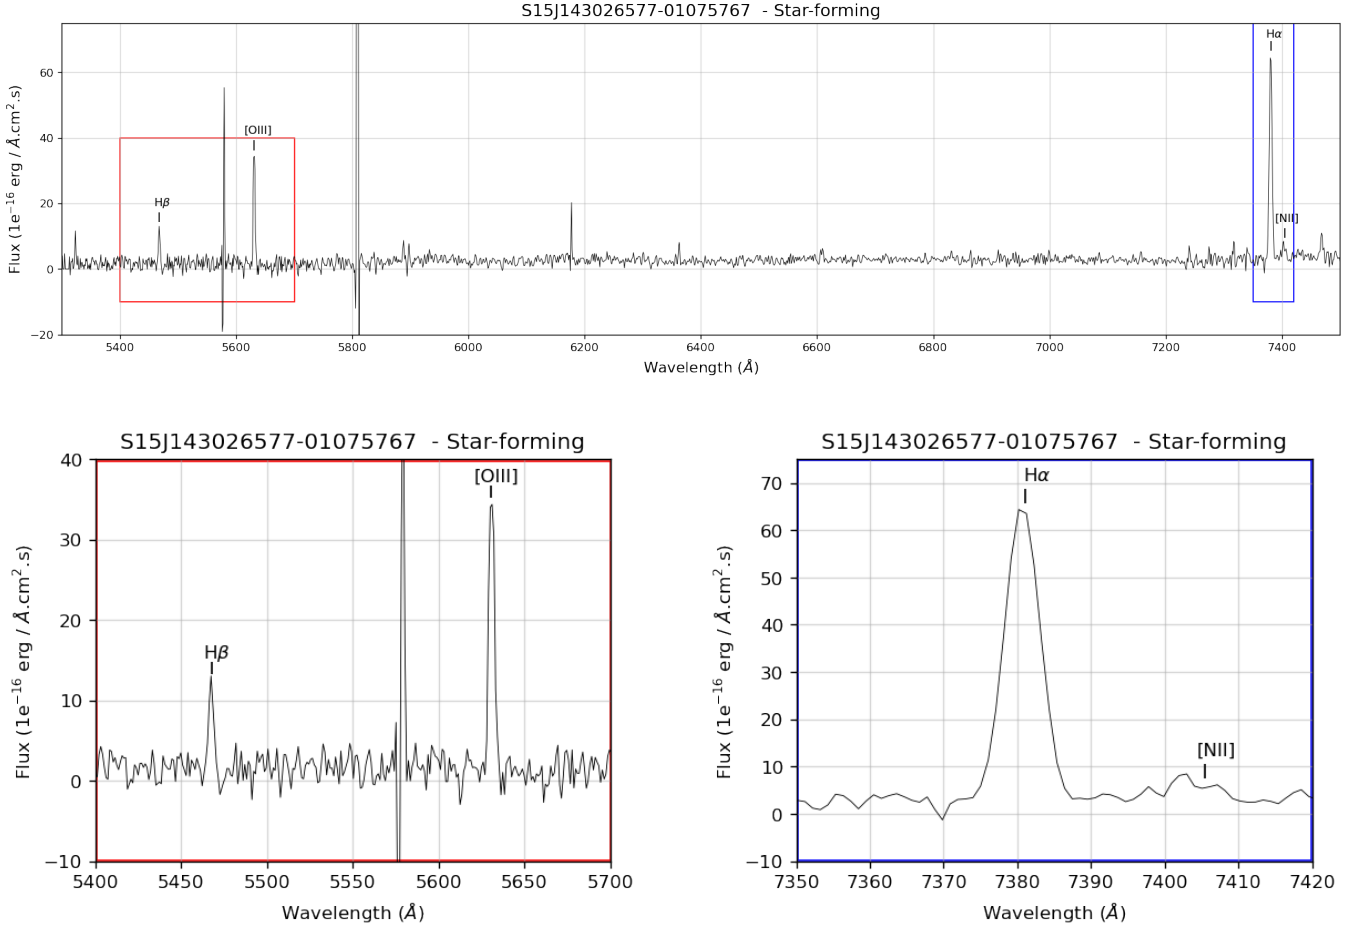 S15J143026577-01075767 - Star-forming
Flux (1e⁻¹⁶ erg / Å.cm².s)
60
40
20
0
−20
Hβ
[OIII]
Hα
[NII]
5400 5600 5800 6000 6200 6400 6600 6800 7000 7200 7400
Wavelength (Å)
S15J143026577-01075767 - Star-forming
Flux (1e⁻¹⁶ erg / Å.cm².s)
40
30
20
10
0
−10
[OIII]
Hβ
5400 5450 5500 5550 5600 5650 5700
Wavelength (Å)
S15J143026577-01075767 - Star-forming
Flux (1e⁻¹⁶ erg / Å.cm².s)
70
60
50
40
30
20
10
0
−10
Hα
[NII]
7350 7360 7370 7380 7390 7400 7410 7420
Wavelength (Å)